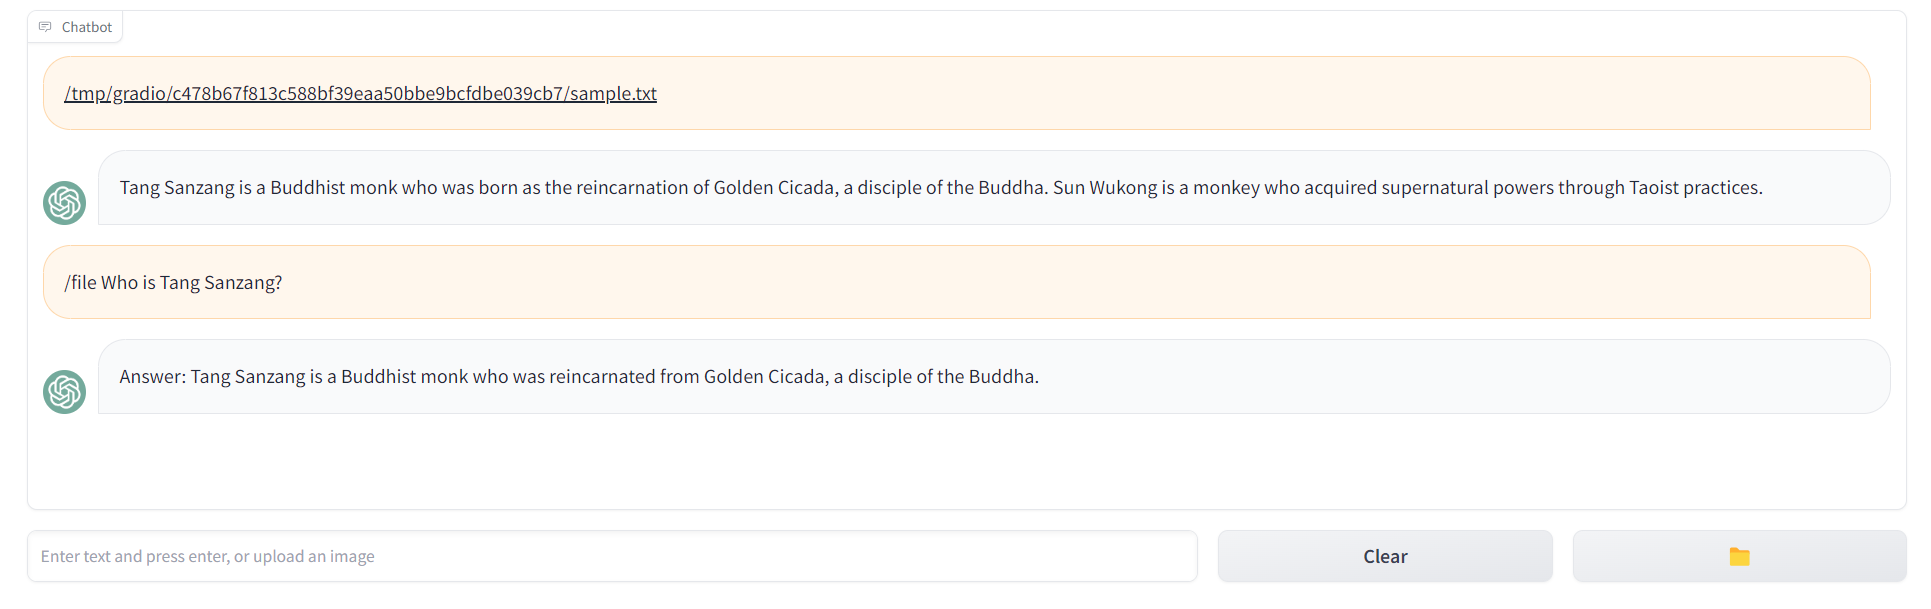 Chatbot
/tmp/gradio/c478b67f813c588bf39eaa50bbe9bcfdbe039cb7/sample.txt
Tang Sanzang is a Buddhist monk who was born as the reincarnation of Golden Cicada, a disciple of the Buddha. Sun Wukong is a monkey who acquired supernatural powers through Taoist practices.
/file Who is Tang Sanzang?
Answer: Tang Sanzang is a Buddhist monk who was reincarnated from Golden Cicada, a disciple of the Buddha.
Enter text and press enter, or upload an image
Clear